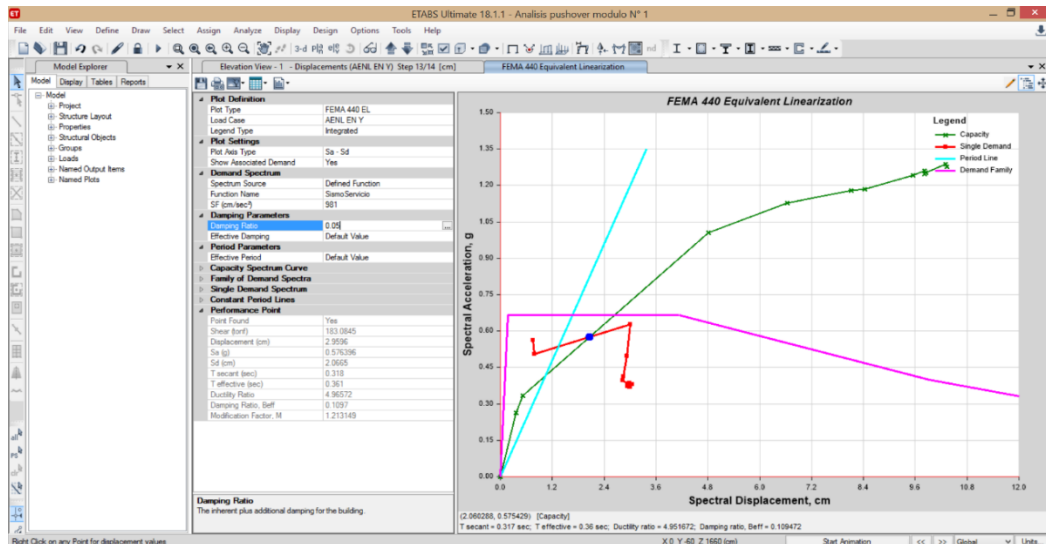 ETABS Ultimate 18.1.1 - Analisis pushover modulo N° 1
File Edit View Define Draw Select Assign Analyze Display Design Options Tools Help
Model Explorer
Elevation View - 1 - Displacements (AENL EN Y) Step 13/14 [cm]
FEMA 440 Equivalent Linearization
Model Display Tables Reports
Model
Project
Structure Layout
Properties
Structural Objects
Groups
Loads
Named Output Items
Named Plots
Plot Definition
Plot Type FEMA 440 EL
Load Case AENL EN Y
Legend Type Integrated
Plot Settings
Plot Axis Type Sa - Sd
Show Associated Demand Yes
Demand Spectrum
Spectrum Source Defined Function
Function Name SismoServicio
SF (cm/sec²) 981
Damping Parameters
Damping Ratio 0.05
Effective Damping Default Value
Period Parameters
Effective Period Default Value
Capacity Spectrum Curve
Family of Demand Spectra
Single Demand Spectrum
Constant Period Lines
Performance Point
Point Found Yes
Shear (tonf) 183.0845
Displacement (cm) 2.9596
Sa (g) 0.576396
Sd (cm) 2.0665
T secant (sec) 0.318
T effective (sec) 0.361
Ductility Ratio 4.96572
Damping Ratio, Beff 0.1097
Modification Factor, M 1.213149
Damping Ratio
The inherent plus additional damping for the building.
FEMA 440 Equivalent Linearization
Legend
Capacity
Single Demand
Period Line
Demand Family
Spectral Acceleration, g
1.50
1.35
1.20
1.05
0.90
0.75
0.60
0.45
0.30
0.15
0.00
0.0 1.2 2.4 3.6 4.8 6.0 7.2 8.4 9.6 10.8 12.0
Spectral Displacement, cm
(2.060288, 0.575429) [Capacity]
T secant = 0.317 sec; T effective = 0.36 sec; Ductility ratio = 4.951672; Damping ratio, Beff = 0.109472
Right Click on any Point for displacement values
X 0 Y -60 Z 1660 (cm)
Start Animation << >> Global Units...